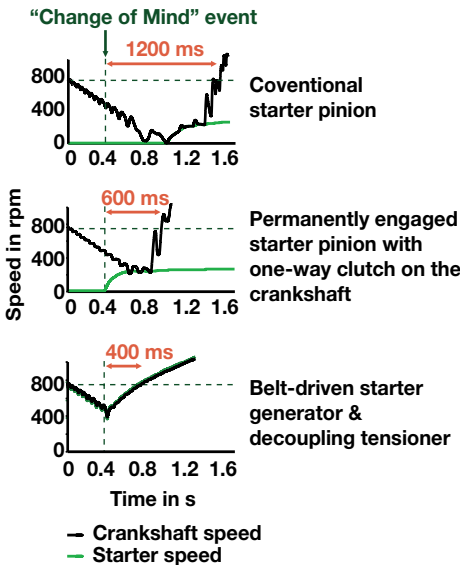 “Change of Mind” event
1200 ms
800
400
0
0 0.4 0.8 1.2 1.6
Coventional
starter pinion
600 ms
800
400
0
0 0.4 0.8 1.2 1.6
Permanently engaged
starter pinion with
one-way clutch on the
crankshaft
Speed in rpm
400 ms
800
400
0
0 0.4 0.8 1.2 1.6
Belt-driven starter
generator &
decoupling tensioner
Time in s
Crankshaft speed
Starter speed